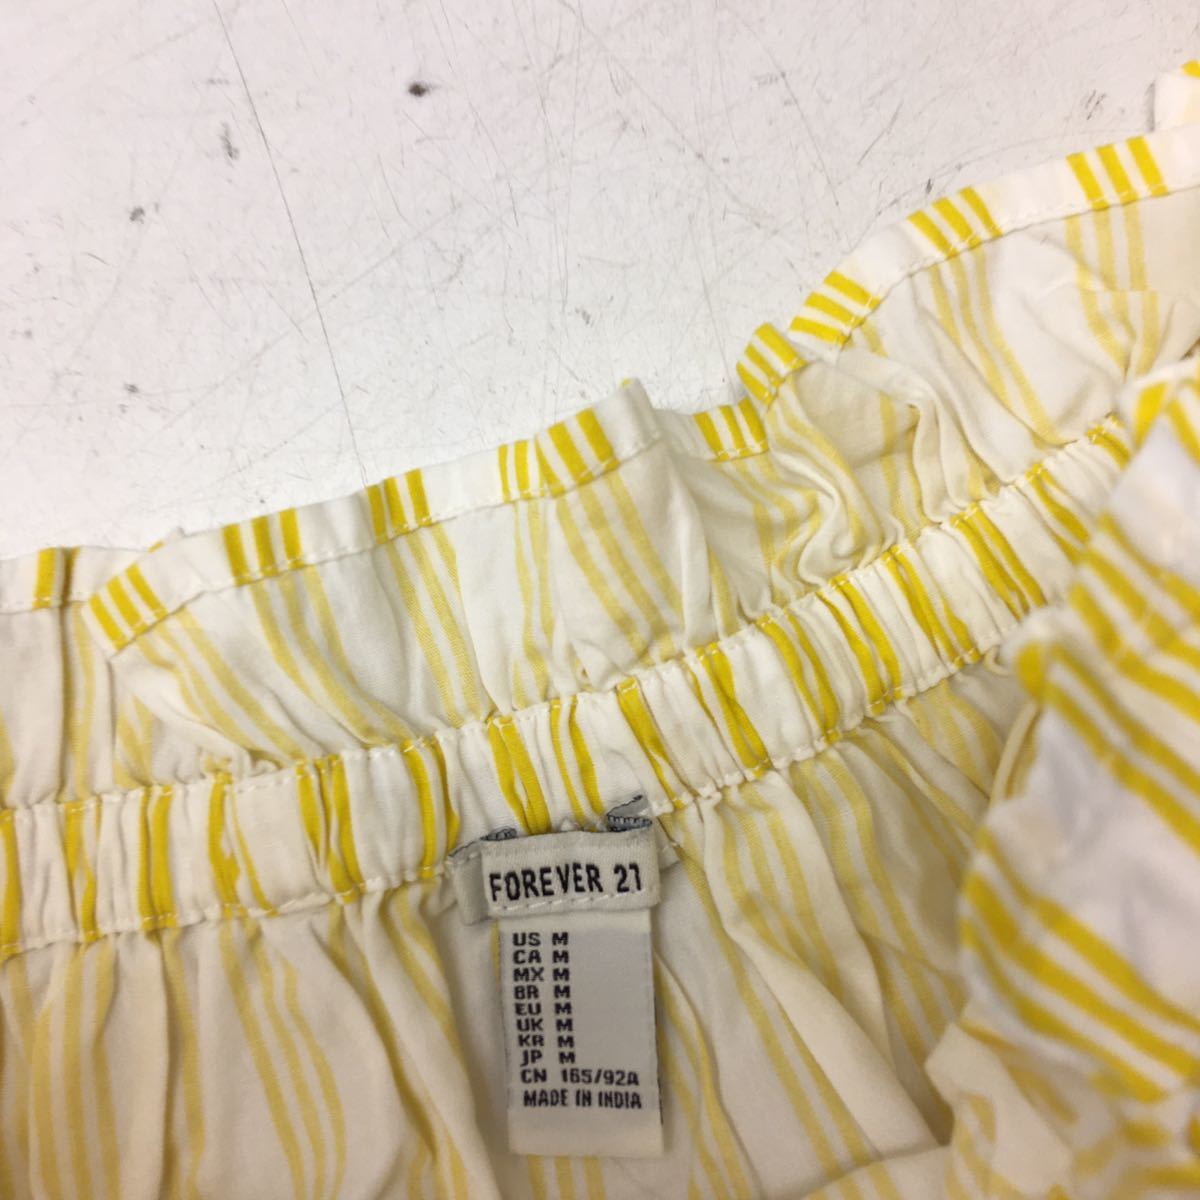 FOREVER 21
US M
CA M
MX M
BR M
EU M
UK M
KR M
JP M
CN 165/92A
MADE IN INDIA